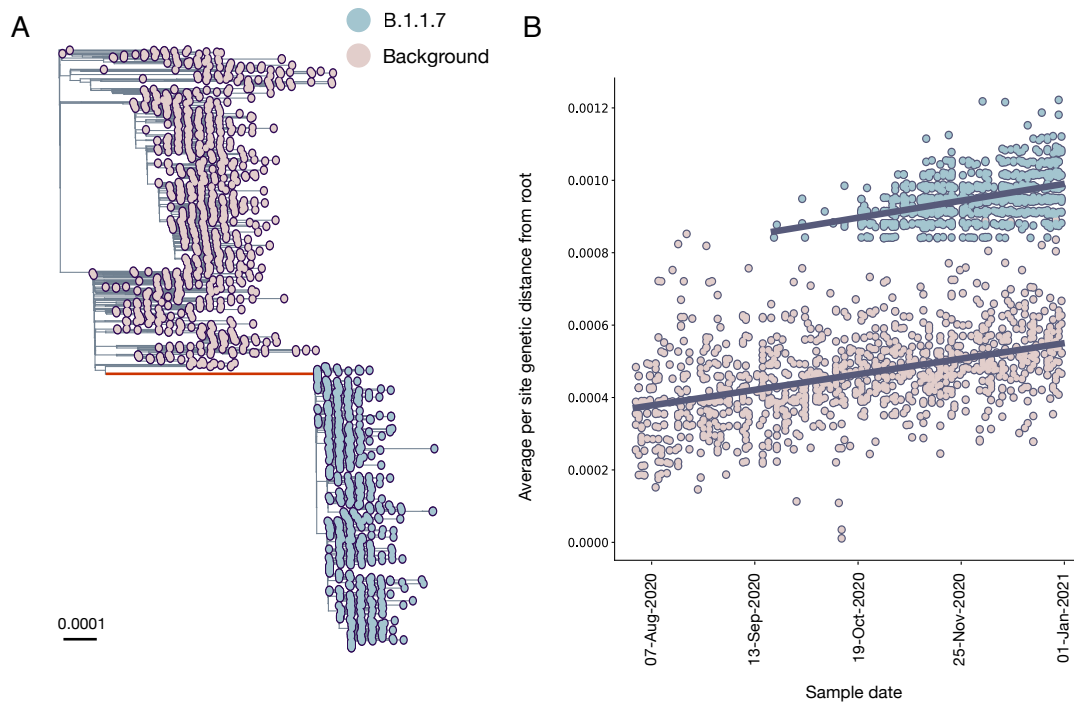 A
B.1.1.7
Background
0.0001
B
Average per site genetic distance from root
0.0012
0.0010
0.0008
0.0006
0.0004
0.0002
0.0000
07-Aug-2020
13-Sep-2020
19-Oct-2020
25-Nov-2020
01-Jan-2021
Sample date